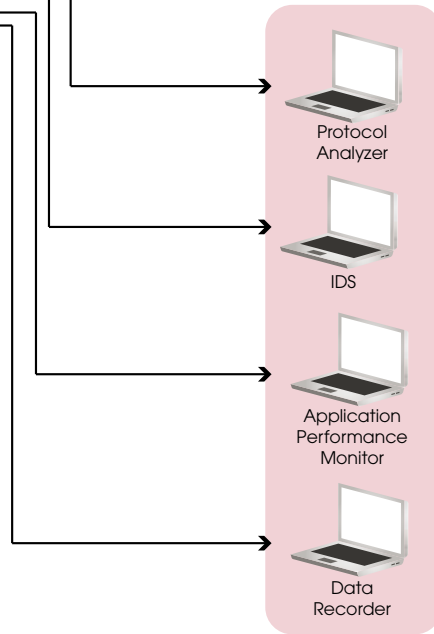 Protocol
Analyzer
IDS
Application
Performance
Monitor
Data
Recorder